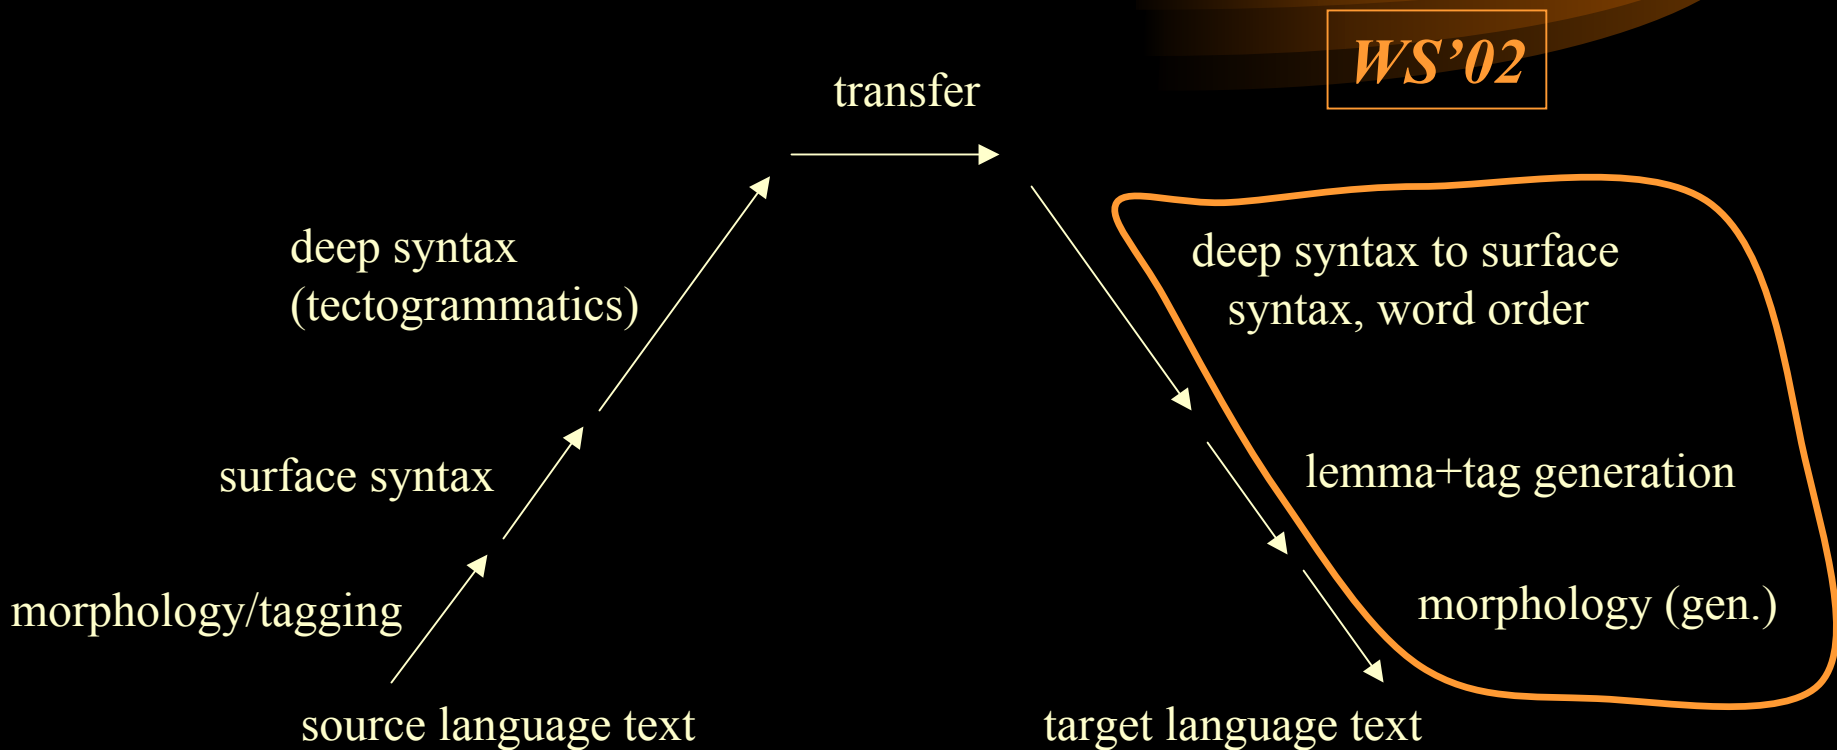 WS’02
transfer
deep syntax
(tectogrammatics)
deep syntax to surface
syntax, word order
surface syntax
lemma+tag generation
morphology/tagging
morphology (gen.)
source language text
target language text